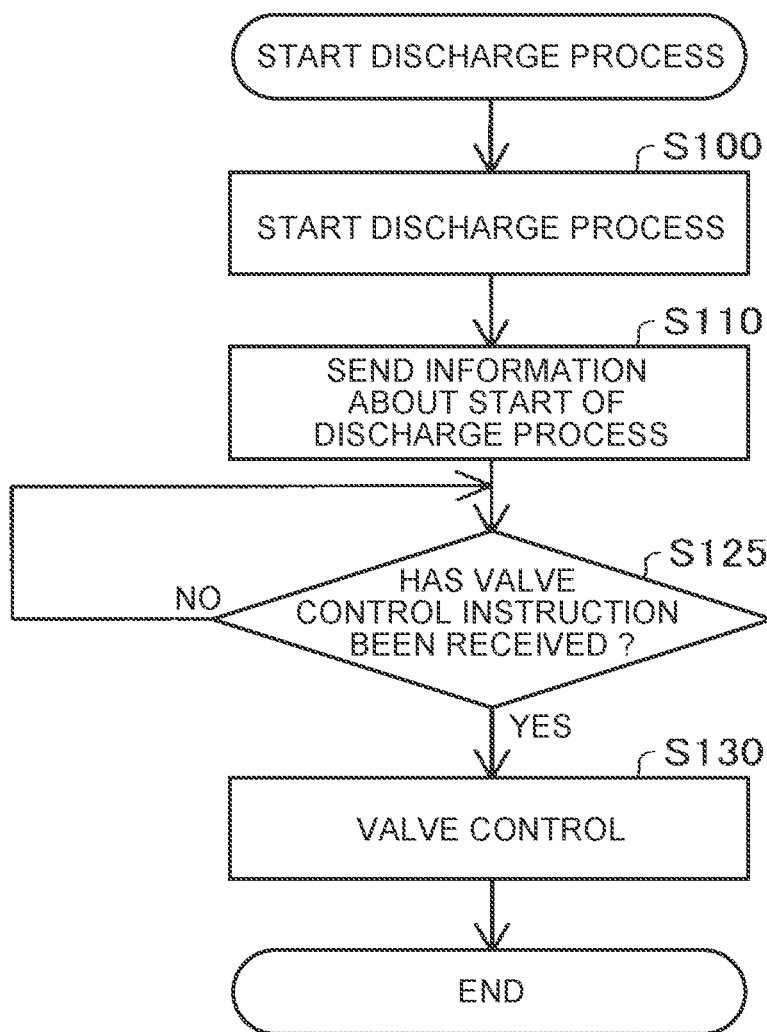 START DISCHARGE PROCESS
S100
START DISCHARGE PROCESS
S110
SEND INFORMATION
ABOUT START OF
DISCHARGE PROCESS
S125
HAS VALVE
CONTROL INSTRUCTION
BEEN RECEIVED ?
NO
YES
S130
VALVE CONTROL
END